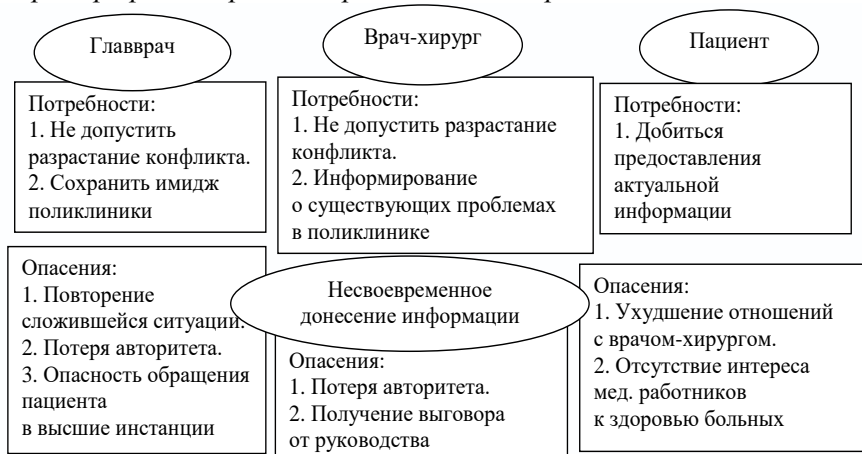 Главврач
Врач-хирург
Пациент
Потребности:
1. Не допустить
разрастание конфликта.
2. Сохранить имидж
поликлиники
Потребности:
1. Не допустить разрастание
конфликта.
2. Информирование
о существующих проблемах
в поликлинике
Потребности:
1. Добиться
предоставления
актуальной
информации
Опасения:
1. Повторение
сложившейся ситуации.
2. Потеря авторитета.
3. Опасность обращения
пациента
в высшие инстанции
Несвоевременное
донесение информации
Опасения:
1. Потеря авторитета.
2. Получение выговора
от руководства
Опасения:
1. Ухудшение отношений
с врачом-хирургом.
2. Отсутствие интереса
мед. работников
к здоровью больных